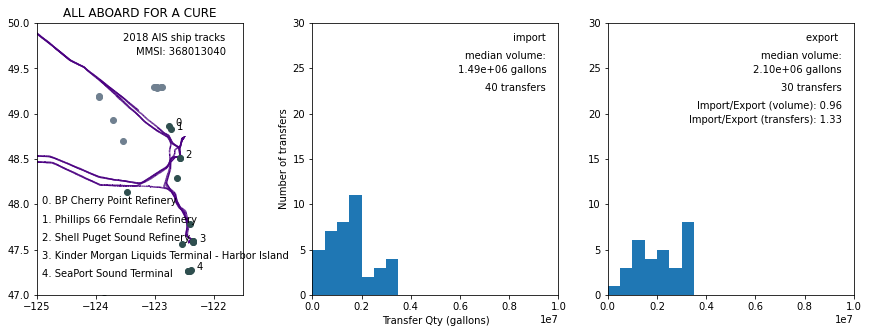 ALL ABOARD FOR A CURE
2018 AIS ship tracks
MMSI: 368013040
50.0
49.5
49.0
48.5
48.0
47.5
47.0
0
1
2
3
4
0. BP Cherry Point Refinery
1. Phillips 66 Ferndale Refinery
2. Shell Puget Sound Refinery
3. Kinder Morgan Liquids Terminal - Harbor Island
4. SeaPort Sound Terminal
−125
−124
−123
−122
import
median volume:
1.49e+06 gallons
40 transfers
Number of transfers
30
25
20
15
10
5
0
0.0
0.2
0.4
0.6
0.8
1.0
1e7
Transfer Qty (gallons)
export
median volume:
2.10e+06 gallons
30 transfers
Import/Export (volume): 0.96
Import/Export (transfers): 1.33
30
25
20
15
10
5
0
0.0
0.2
0.4
0.6
0.8
1.0
1e7